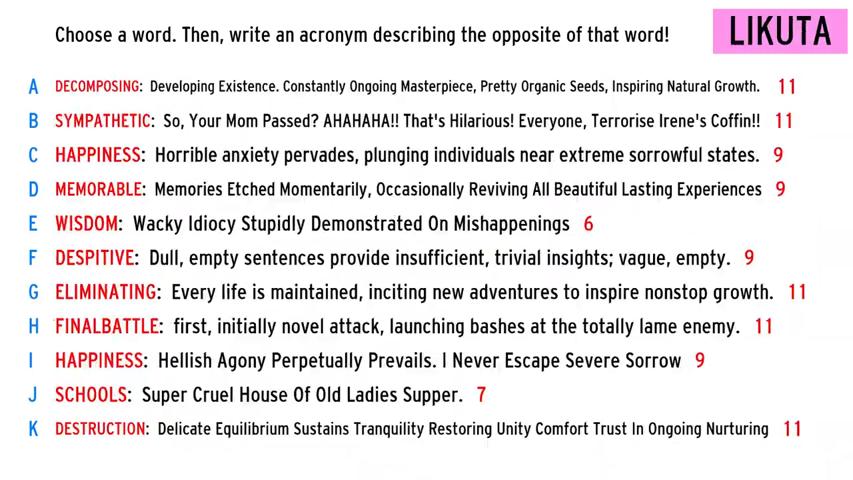 Choose a word. Then, write an acronym describing the opposite of that word! LIKUTA
A DECOMPOSING: Developing Existence. Constantly Ongoing Masterpiece, Pretty Organic Seeds, Inspiring Natural Growth. 11
B SYMPATHETIC: So, Your Mom Passed? AHAHAHA!! That's Hilarious! Everyone, Terrorise Irene's Coffin!! 11
C HAPPINESS: Horrible anxiety pervades, plunging individuals near extreme sorrowful states. 9
D MEMORABLE: Memories Etched Momentarily, Occasionally Reviving All Beautiful Lasting Experiences 9
E WISDOM: Wacky Idiocy Stupidly Demonstrated On Mishappenings 6
F DESPITIVE: Dull, empty sentences provide insufficient, trivial insights; vague, empty. 9
G ELIMINATING: Every life is maintained, inciting new adventures to inspire nonstop growth. 11
H FINALBATTLE: first, initially novel attack, launching bashes at the totally lame enemy. 11
I HAPPINESS: Hellish Agony Perpetually Prevails. I Never Escape Severe Sorrow 9
J SCHOOLS: Super Cruel House Of Old Ladies Supper. 7
K DESTRUCTION: Delicate Equilibrium Sustains Tranquility Restoring Unity Comfort Trust In Ongoing Nurturing 11